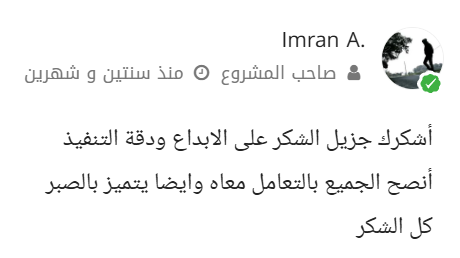 Imran A.
صاحب المشروع منذ سنتين و شهرين
أشكرك جزيل الشكر على الابداع ودقة التنفيذ
أنصح الجميع بالتعامل معاه وايضا يتميز بالصبر
كل الشكر